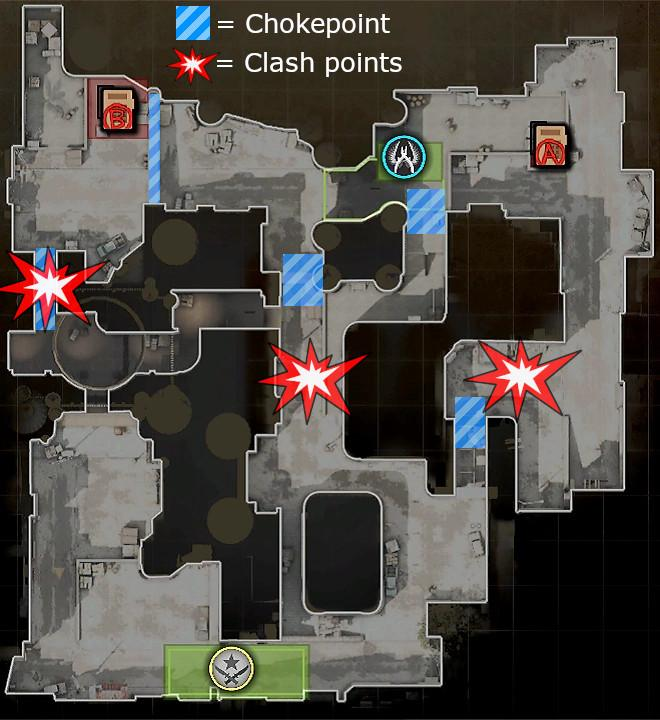 = Chokepoint
= Clash points
B
A